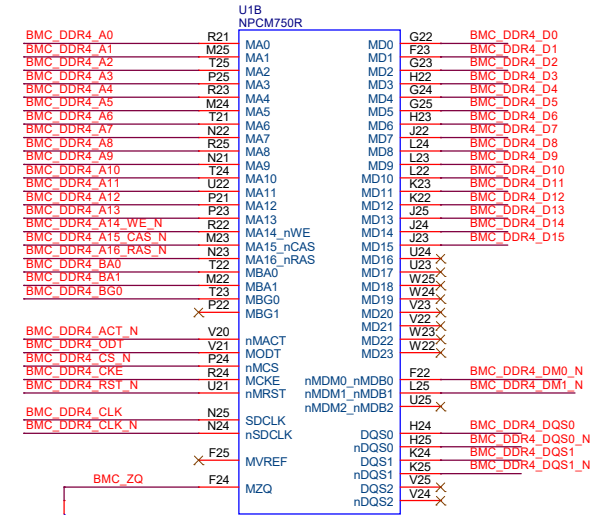 U1B
NPCM750R
BMC_DDR4_A0 R21 MA0 MD0 G22 BMC_DDR4_D0
BMC_DDR4_A1 M25 MA1 MD1 F23 BMC_DDR4_D1
BMC_DDR4_A2 T25 MA2 MD2 G23 BMC_DDR4_D2
BMC_DDR4_A3 P25 MA3 MD3 H22 BMC_DDR4_D3
BMC_DDR4_A4 R23 MA4 MD4 G24 BMC_DDR4_D4
BMC_DDR4_A5 M24 MA5 MD5 G25 BMC_DDR4_D5
BMC_DDR4_A6 T21 MA6 MD6 H23 BMC_DDR4_D6
BMC_DDR4_A7 N22 MA7 MD7 J22 BMC_DDR4_D7
BMC_DDR4_A8 R25 MA8 MD8 L24 BMC_DDR4_D8
BMC_DDR4_A9 N21 MA9 MD9 L23 BMC_DDR4_D9
BMC_DDR4_A10 T24 MA10 MD10 L22 BMC_DDR4_D10
BMC_DDR4_A11 U22 MA11 MD11 K23 BMC_DDR4_D11
BMC_DDR4_A12 P21 MA12 MD12 K22 BMC_DDR4_D12
BMC_DDR4_A13 P23 MA13 MD13 J25 BMC_DDR4_D13
BMC_DDR4_A14_WE_N R22 MA14_nWE MD14 J24 BMC_DDR4_D14
BMC_DDR4_A15_CAS_N M23 MA15_nCAS MD15 J23 BMC_DDR4_D15
BMC_DDR4_A16_RAS_N N23 MA16_nRAS MD16 U24
BMC_DDR4_BA0 T22 MBA0 MD17 U23
BMC_DDR4_BA1 M22 MBA1 MD18 W25
BMC_DDR4_BG0 T23 MBG0 MD19 W24
P22 MBG1 MD20 V23
MD21 V22
BMC_DDR4_ACT_N V20 nMACT MD22 W23
BMC_DDR4_ODT V21 MODT MD23 W22
BMC_DDR4_CS_N P24 nMCS
BMC_DDR4_CKE R24 MCKE nMDM0_nMDB0 F22 BMC_DDR4_DM0_N
BMC_DDR4_RST_N U21 nMRST nMDM1_nMDB1 L25 BMC_DDR4_DM1_N
nMDM2_nMDB2 U25
BMC_DDR4_CLK N25 SDCLK
BMC_DDR4_CLK_N N24 nSDCLK DQS0 H24 BMC_DDR4_DQS0
nDQS0 H25 BMC_DDR4_DQS0_N
F25 MVREF DQS1 K24 BMC_DDR4_DQS1
nDQS1 K25 BMC_DDR4_DQS1_N
BMC_ZQ F24 MZQ DQS2 V25
nDQS2 V24